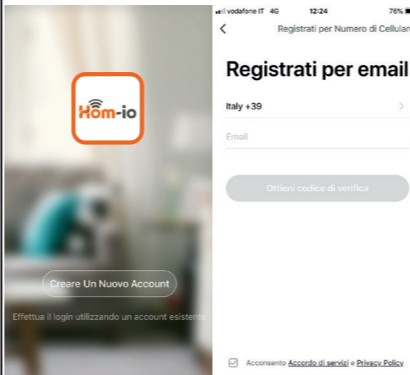 Hom-io
Creare Un Nuovo Account
Effettua il login utilizzando un account esistente
vodafone IT 4G 12:24 76%
Registrati per Numero di Cellular
Registrati per email
Italy +39
Email
Ottieni codice di verifica
Acconsento Accordo di servizi e Privacy Policy